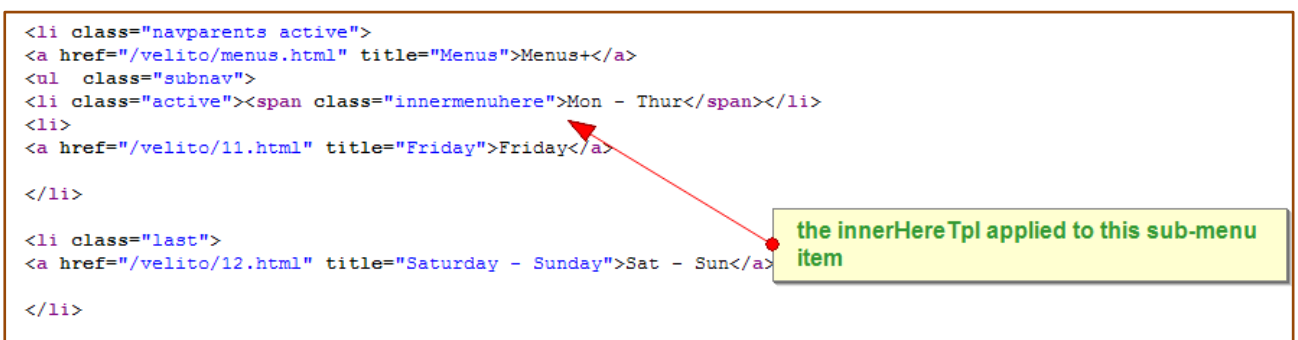 <li class="navparents active">
<a href="/velito/menus.html" title="Menus">Menus+</a>
<ul  class="subnav">
<li class="active"><span class="innermenuhere">Mon - Thur</span></li>
<li>
<a href="/velito/11.html" title="Friday">Friday</a>
</li>
<li class="last">
<a href="/velito/12.html" title="Saturday - Sunday">Sat - Sun</a>
</li>
the innerHereTpl applied to this sub-menu
item